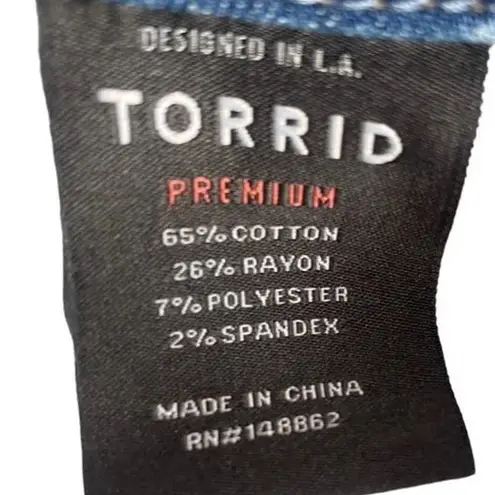 DESIGNED IN L.A.
TORRID
PREMIUM
65% COTTON
26% RAYON
7% POLYESTER
2% SPANDEX
MADE IN CHINA
RN#148862